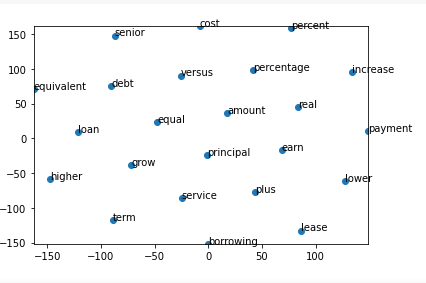 cost
percent
senior
150
versus
percentage
increase
100
equivalent
debt
amount
real
50
equal
loan
payment
0
principal
earn
grow
higher
lower
−50
service
plus
−100
term
lease
borrowing
−150
−150 −100 −50 0 50 100